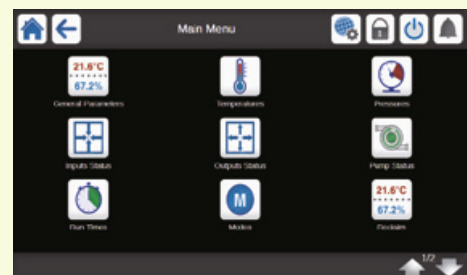 Main Menu
21.6°C
67.2%
General Parameters
Temperatures
Pressures
Inputs Status
Outputs Status
Pump Status
M
21.6°C
67.2%
Run Times
Modes
Reclaim
1/2